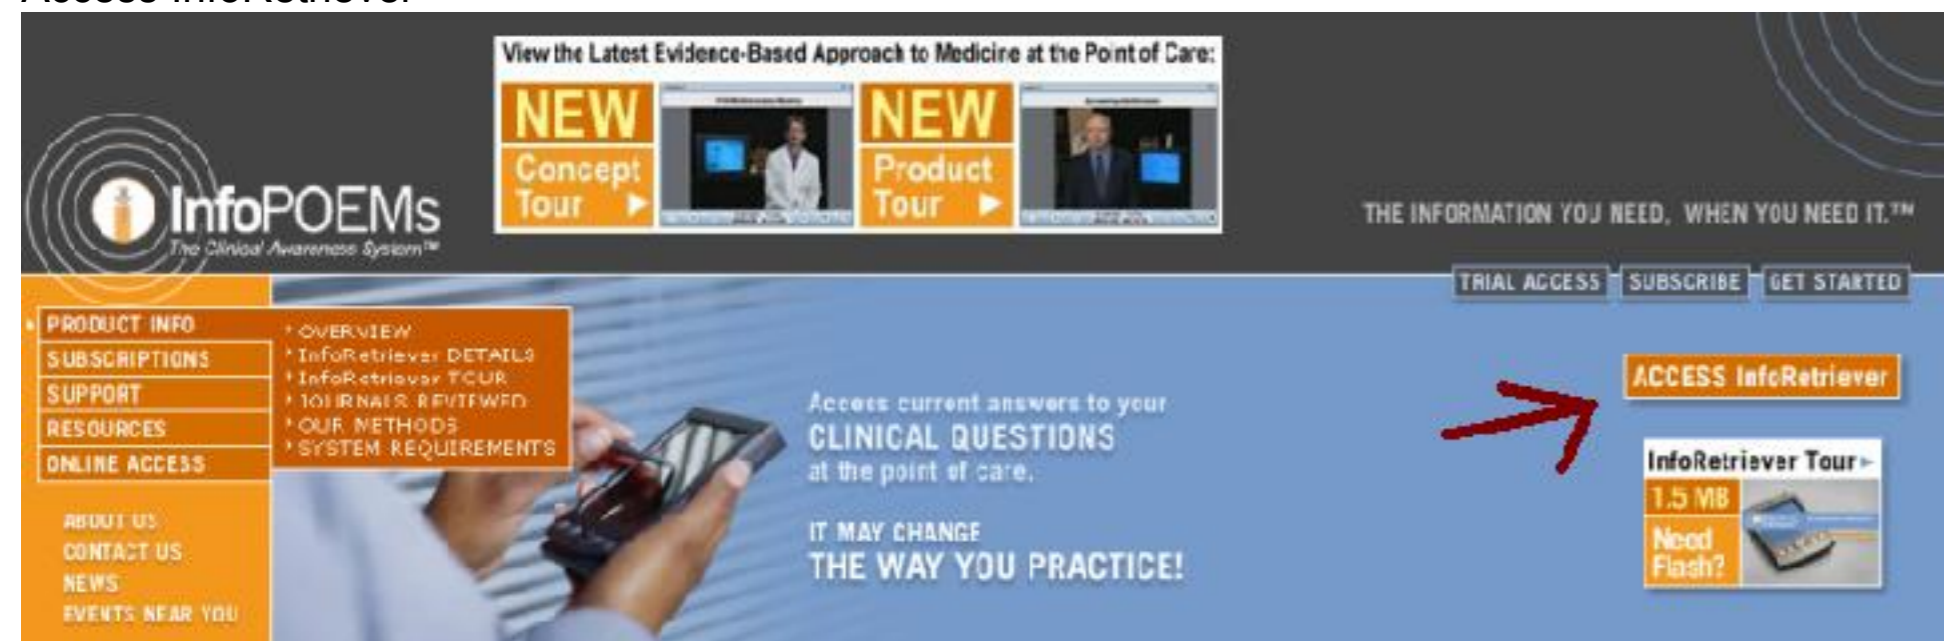 Access InfoRetriever
View the Latest Evidence-Based Approach to Medicine at the Point of Care:
NEW
Concept
Tour
NEW
Product
Tour
InfoPOEMs
The Clinical Awareness System™
THE INFORMATION YOU NEED, WHEN YOU NEED IT.™
TRIAL ACCESS SUBSCRIBE GET STARTED
PRODUCT INFO
SUBSCRIPTIONS
SUPPORT
RESOURCES
ONLINE ACCESS
OVERVIEW
InfoRetriever DETAILS
InfoRetriever TOUR
JOURNALS REVIEWED
OUR METHODS
SYSTEM REQUIREMENTS
ABOUT US
CONTACT US
NEWS
EVENTS NEAR YOU
Access current answers to your
CLINICAL QUESTIONS
at the point of care.
IT MAY CHANGE
THE WAY YOU PRACTICE!
ACCESS InfoRetriever
InfoRetriever Tour
1.5 MB
Need
Flash?